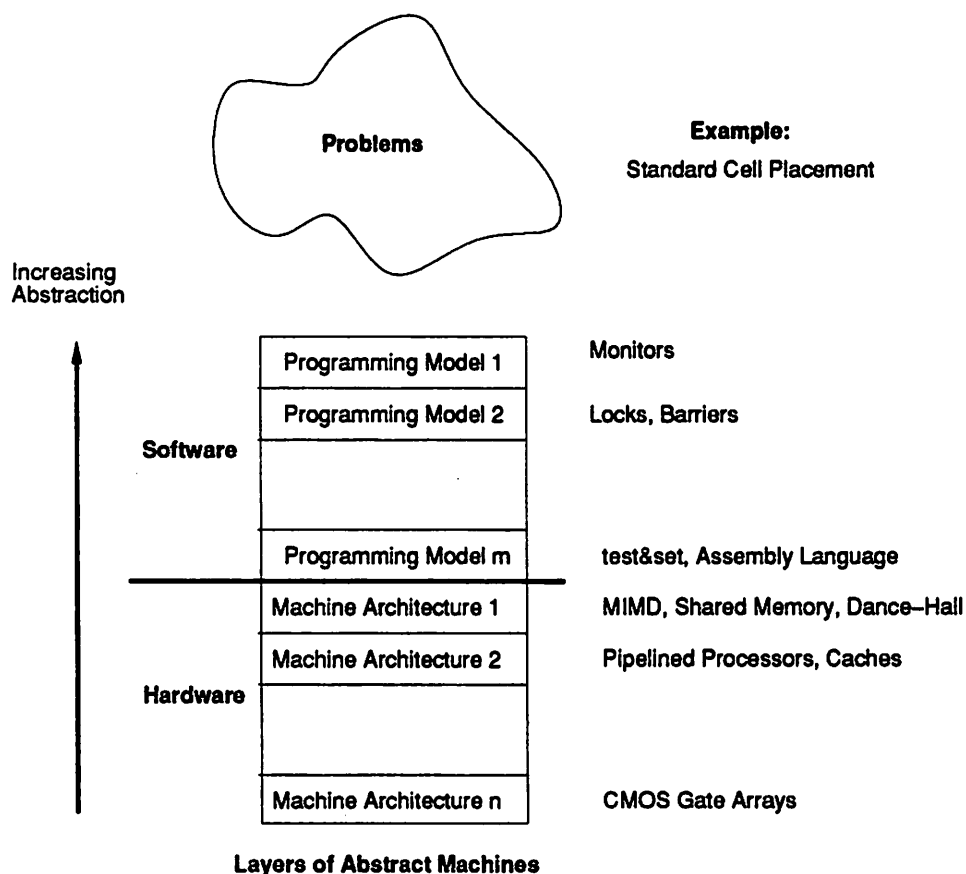 Problems
Example:
Standard Cell Placement
Increasing
Abstraction
Programming Model 1
Monitors
Programming Model 2
Locks, Barriers
Software
Programming Model m
test&set, Assembly Language
Machine Architecture 1
MIMD, Shared Memory, Dance-Hall
Machine Architecture 2
Pipelined Processors, Caches
Hardware
Machine Architecture n
CMOS Gate Arrays
Layers of Abstract Machines